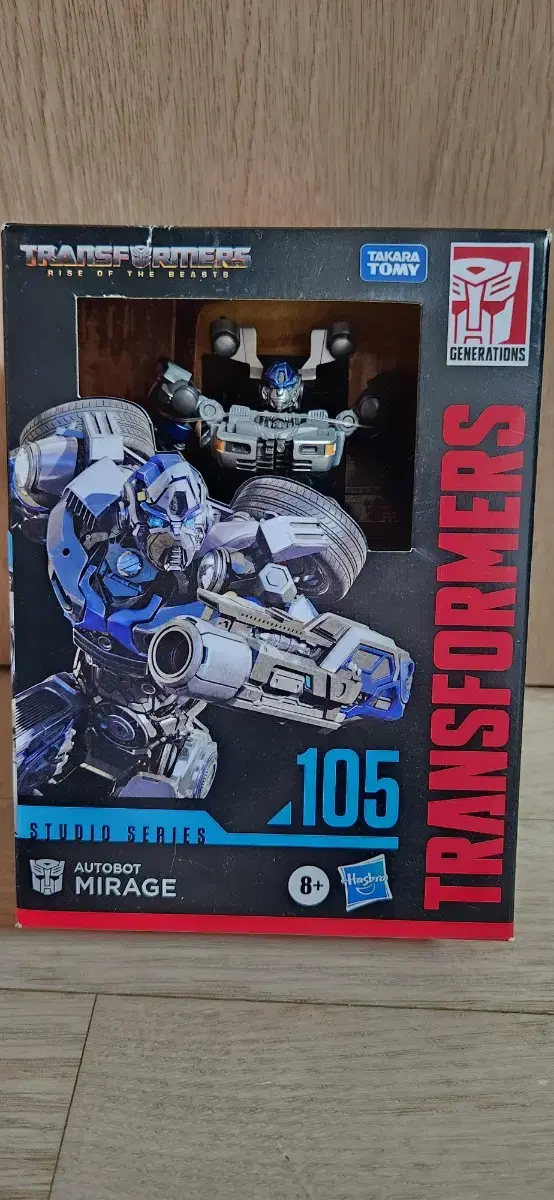 TRANSFORMERS
RISE OF THE BEASTS
TAKARA
TOMY
GENERATIONS
TRANSFORMERS
105
STUDIO SERIES
AUTOBOT
MIRAGE
8+
Hasbro